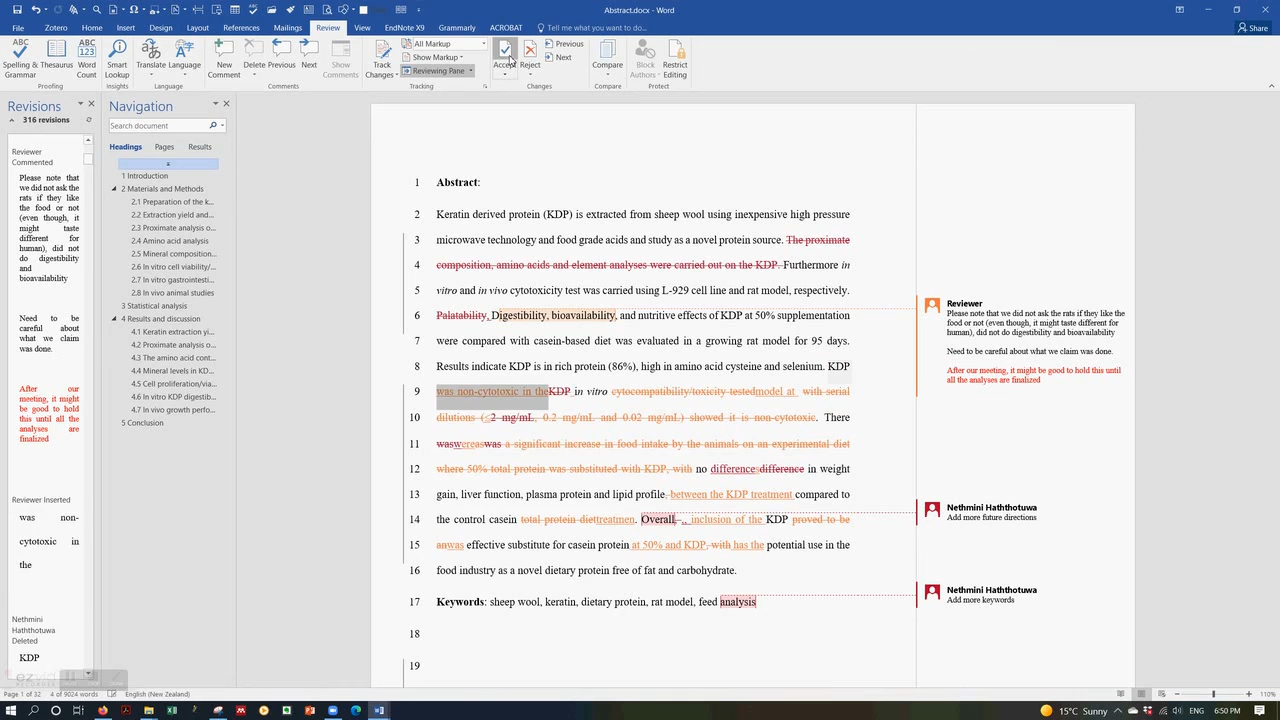 Abstract.docx
File Zotero Home Insert Design Layout References Mailings Review View EndNote X9 Grammarly ACROBAT Tell me what you want to do... Share
Spelling & Grammar Thesaurus Word Count Smart Lookup Translate Language New Comment Delete Previous Next Show Comments Track Changes All Markup Show Markup Reviewing Pane Accept Reject Previous Next Compare Block Authors Restrict Editing
Proofing Insights Language Comments Tracking Changes Compare Protect
Revisions
316 revisions
Reviewer
Commented
Please note that
we did not ask the
rats if they like
the food or not
(even though, it
might taste
different for
human), did not
do digestibility
and
bioavailability
Need to be
careful about
what we claim
was done.
After our
meeting, it might
be good to hold
this until all the
analyses are
finalized
Reviewer Inserted
was non-
cytotoxic in
the
Nethmini
Haththotuwa
Deleted
KDP
Navigation
Search document
Headings Pages Results
1 Introduction
2 Materials and Methods
2.1 Preparation of the k...
2.2 Extraction yield and...
2.3 Proximate analysis o...
2.4 Amino acid analysis
2.5 Mineral composition...
2.6 In vitro cell viability/...
2.7 In vitro gastrointesti...
2.8 In vivo animal studies
3 Statistical analysis
4 Results and discussion
4.1 Keratin extraction yi...
4.2 Proximate analysis o...
4.3 The amino acid cont...
4.4 Mineral levels in KD...
4.5 Cell proliferation/via...
4.6 In vitro KDP digestib...
4.7 In vivo growth perfo...
5 Conclusion
1 Abstract:
2 Keratin derived protein (KDP) is extracted from sheep wool using inexpensive high pressure
3 microwave technology and food grade acids and study as a novel protein source. The proximate
4 composition, amino acids and element analyses were carried out on the KDP. Furthermore in
5 vitro and in vivo cytotoxicity test was carried using L-929 cell line and rat model, respectively.
6 Palatability, Digestibility, bioavailability, and nutritive effects of KDP at 50% supplementation
7 were compared with casein-based diet was evaluated in a growing rat model for 95 days.
8 Results indicate KDP is in rich protein (86%), high in amino acid cysteine and selenium. KDP
9 was non-cytotoxic in theKDP in vitro cytocompatibility/toxicity testedmodel at with serial
10 dilutions (≤2 mg/mL, 0.2 mg/mL and 0.02 mg/mL) showed it is non-cytotoxic. There
11 waswereaswas a significant increase in food intake by the animals on an experimental diet
12 where 50% total protein was substituted with KDP, with no differencesdifference in weight
13 gain, liver function, plasma protein and lipid profile. between the KDP treatment compared to
14 the control casein total protein diettreatmen. Overall, ., inclusion of the KDP proved to be
15 anwas effective substitute for casein protein at 50% and KDP, with has the potential use in the
16 food industry as a novel dietary protein free of fat and carbohydrate.
17 Keywords: sheep wool, keratin, dietary protein, rat model, feed analysis
18
19
Reviewer
Please note that we did not ask the rats if they like the
food or not (even though, it might taste different for
human), did not do digestibility and bioavailability
Need to be careful about what we claim was done.
After our meeting, it might be good to hold this until
all the analyses are finalized
Nethmini Haththotuwa
Add more future directions
Nethmini Haththotuwa
Add more keywords
Page 1 of 32 4 of 9024 words English (New Zealand) 110%
15°C Snowy 6:50 PM